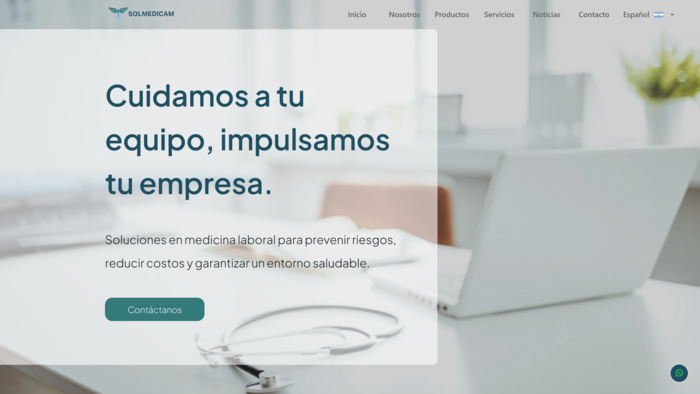 SOLMEDICAM
Inicio
Nosotros
Productos
Servicios
Noticias
Contacto
Español
Cuidamos a tu
equipo, impulsamos
tu empresa.
Soluciones en medicina laboral para prevenir riesgos,
reducir costos y garantizar un entorno saludable.
Contáctanos